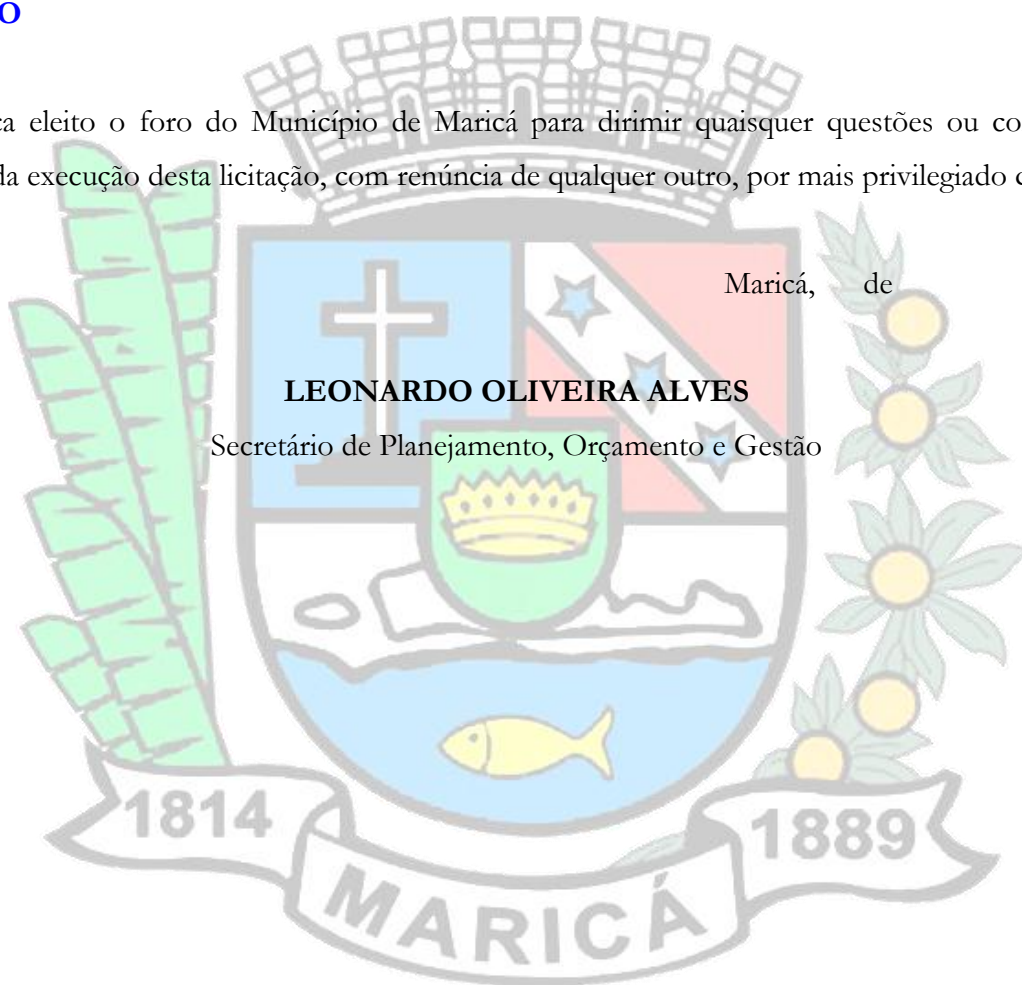 O
ca eleito o foro do Município de Maricá para dirimir quaisquer questões ou co
da execução desta licitação, com renúncia de qualquer outro, por mais privilegiado
Maricá, de
LEONARDO OLIVEIRA ALVES
Secretário de Planejamento, Orçamento e Gestão
1814
1889
MARICÁ